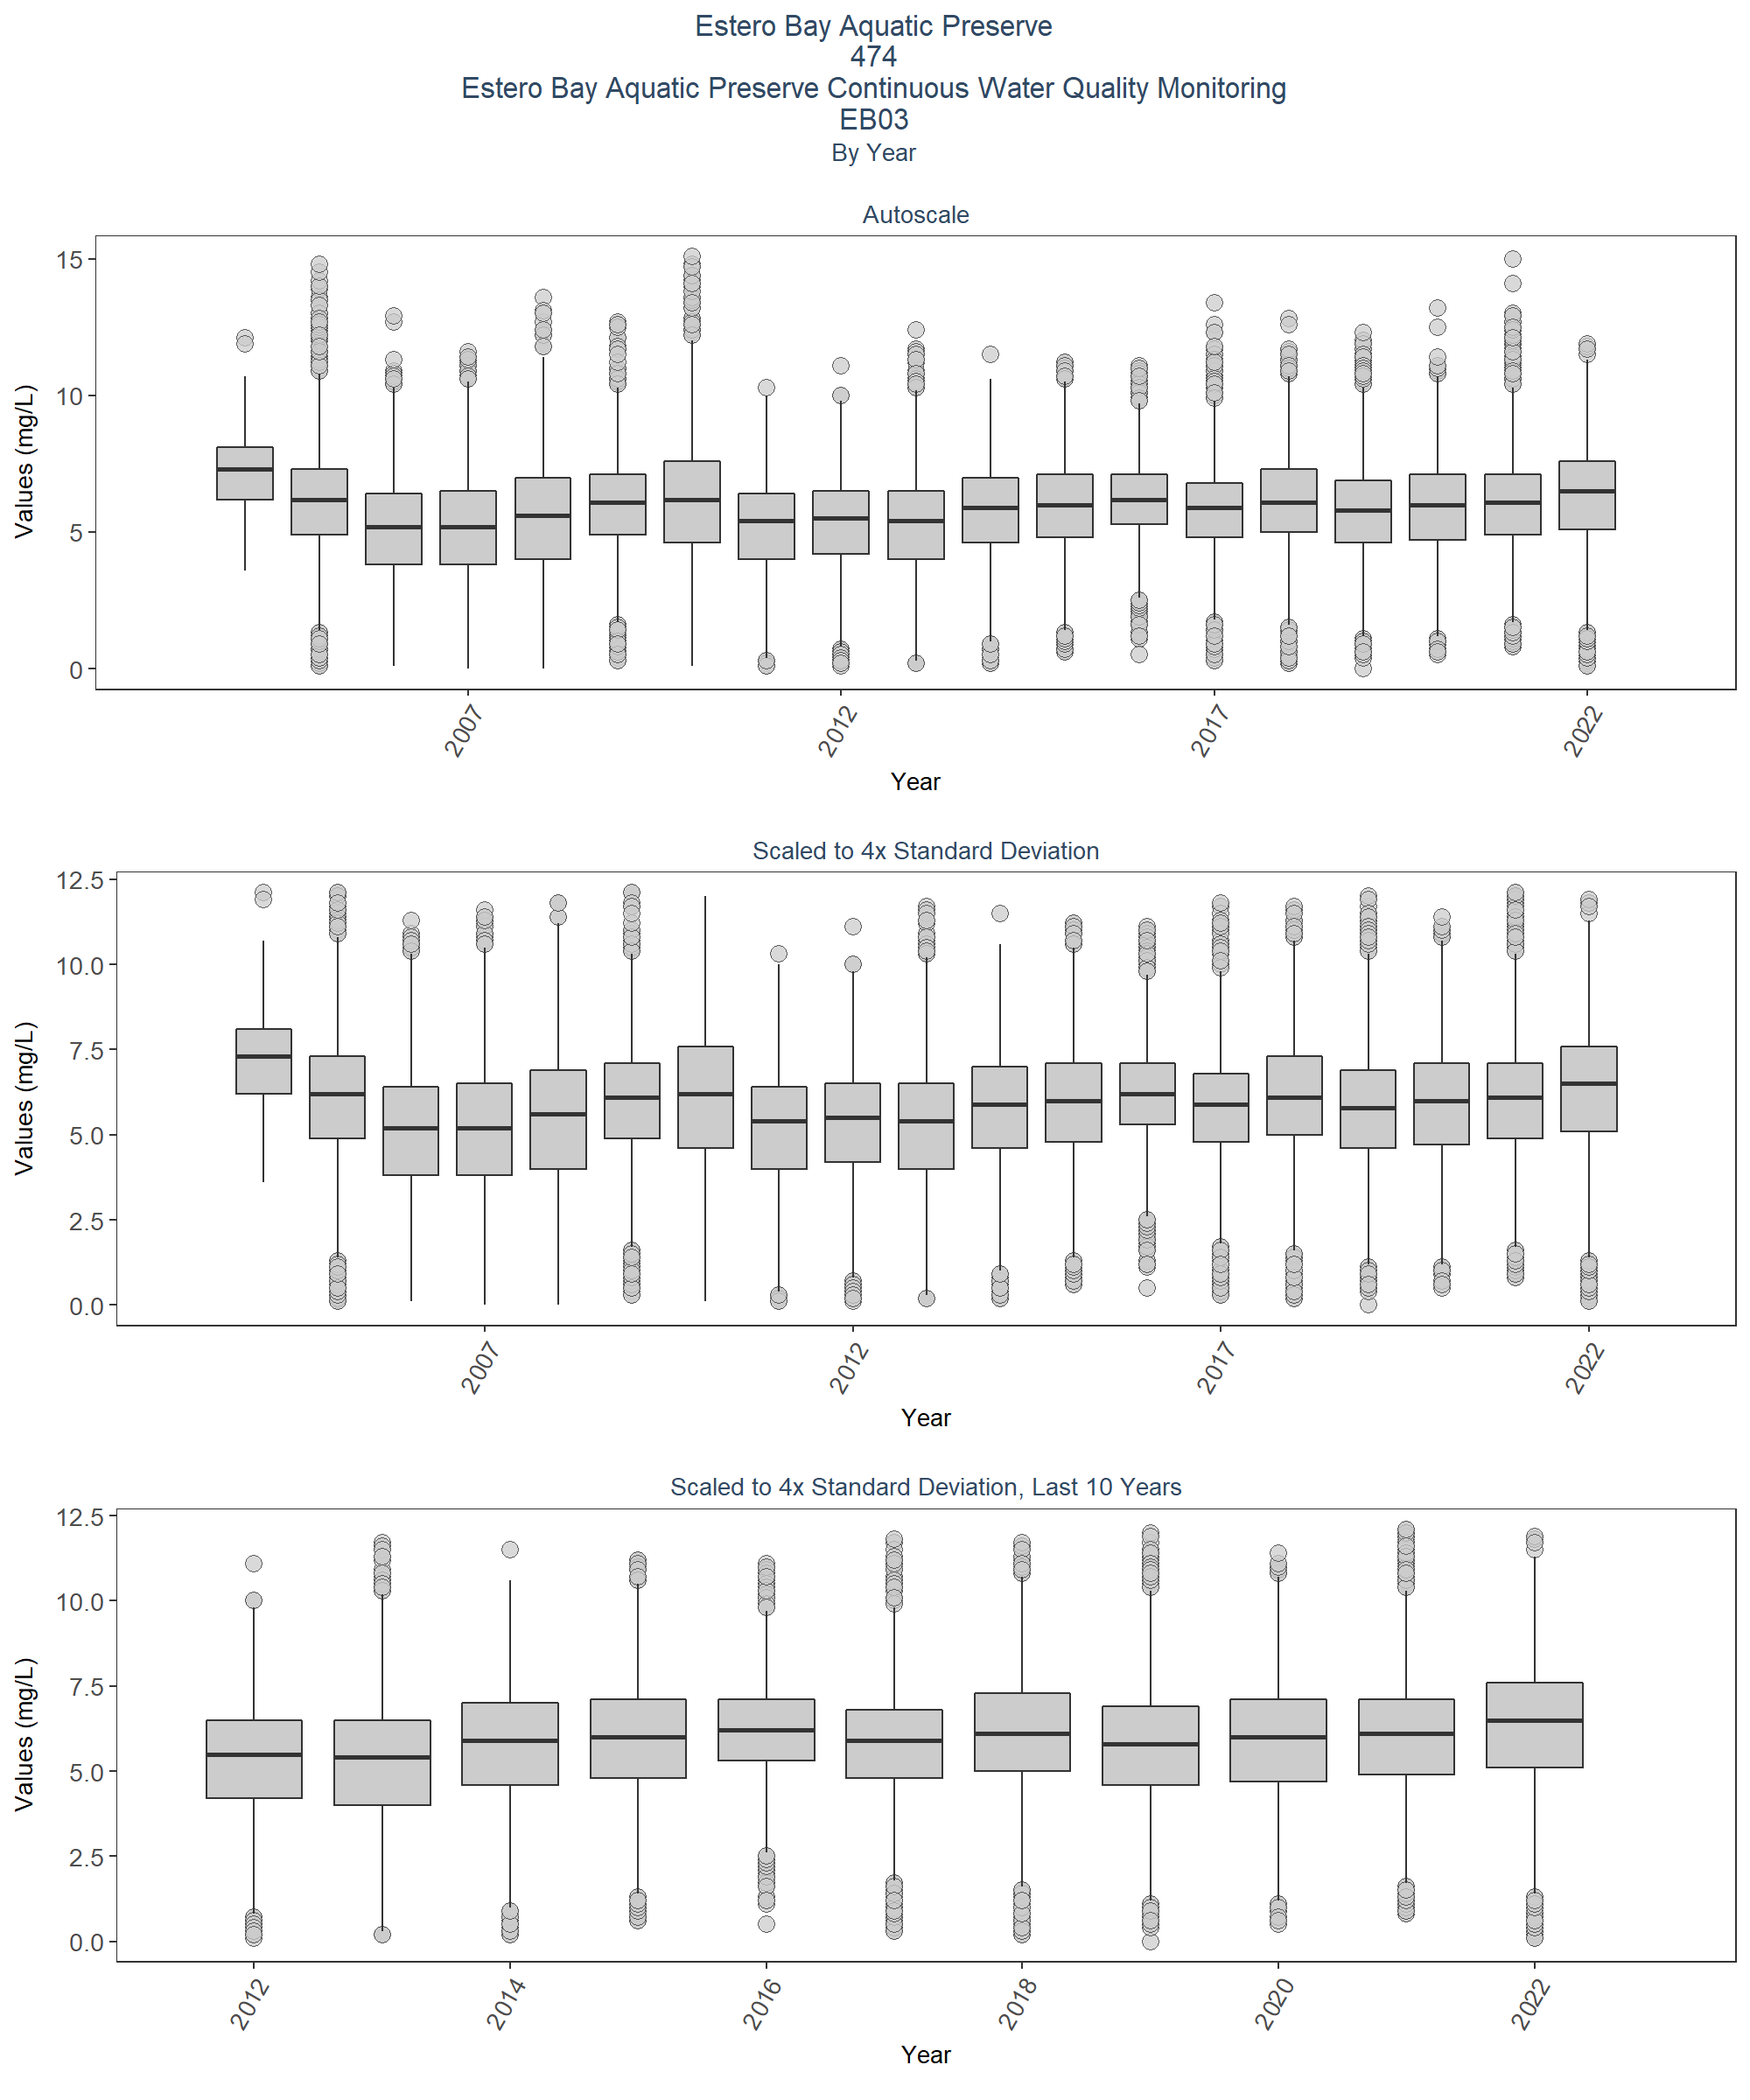 Estero Bay Aquatic Preserve
474
Estero Bay Aquatic Preserve Continuous Water Quality Monitoring
EB03
By Year
Autoscale
Values (mg/L)
15
10
5
0
2007
2012
2017
2022
Year
Scaled to 4x Standard Deviation
Values (mg/L)
12.5
10.0
7.5
5.0
2.5
0.0
2007
2012
2017
2022
Year
Scaled to 4x Standard Deviation, Last 10 Years
Values (mg/L)
12.5
10.0
7.5
5.0
2.5
0.0
2012
2014
2016
2018
2020
2022
Year